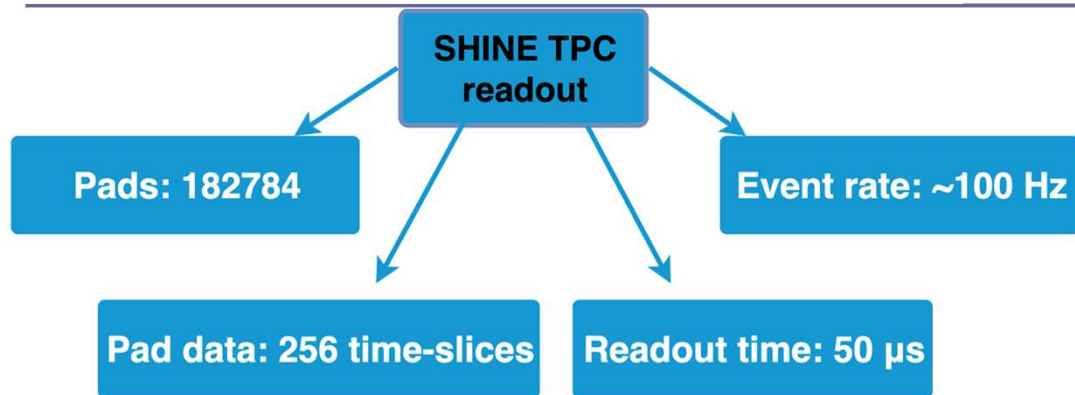 SHINE TPC
readout
Pads: 182784
Event rate: ~100 Hz
Pad data: 256 time-slices
Readout time: 50 µs